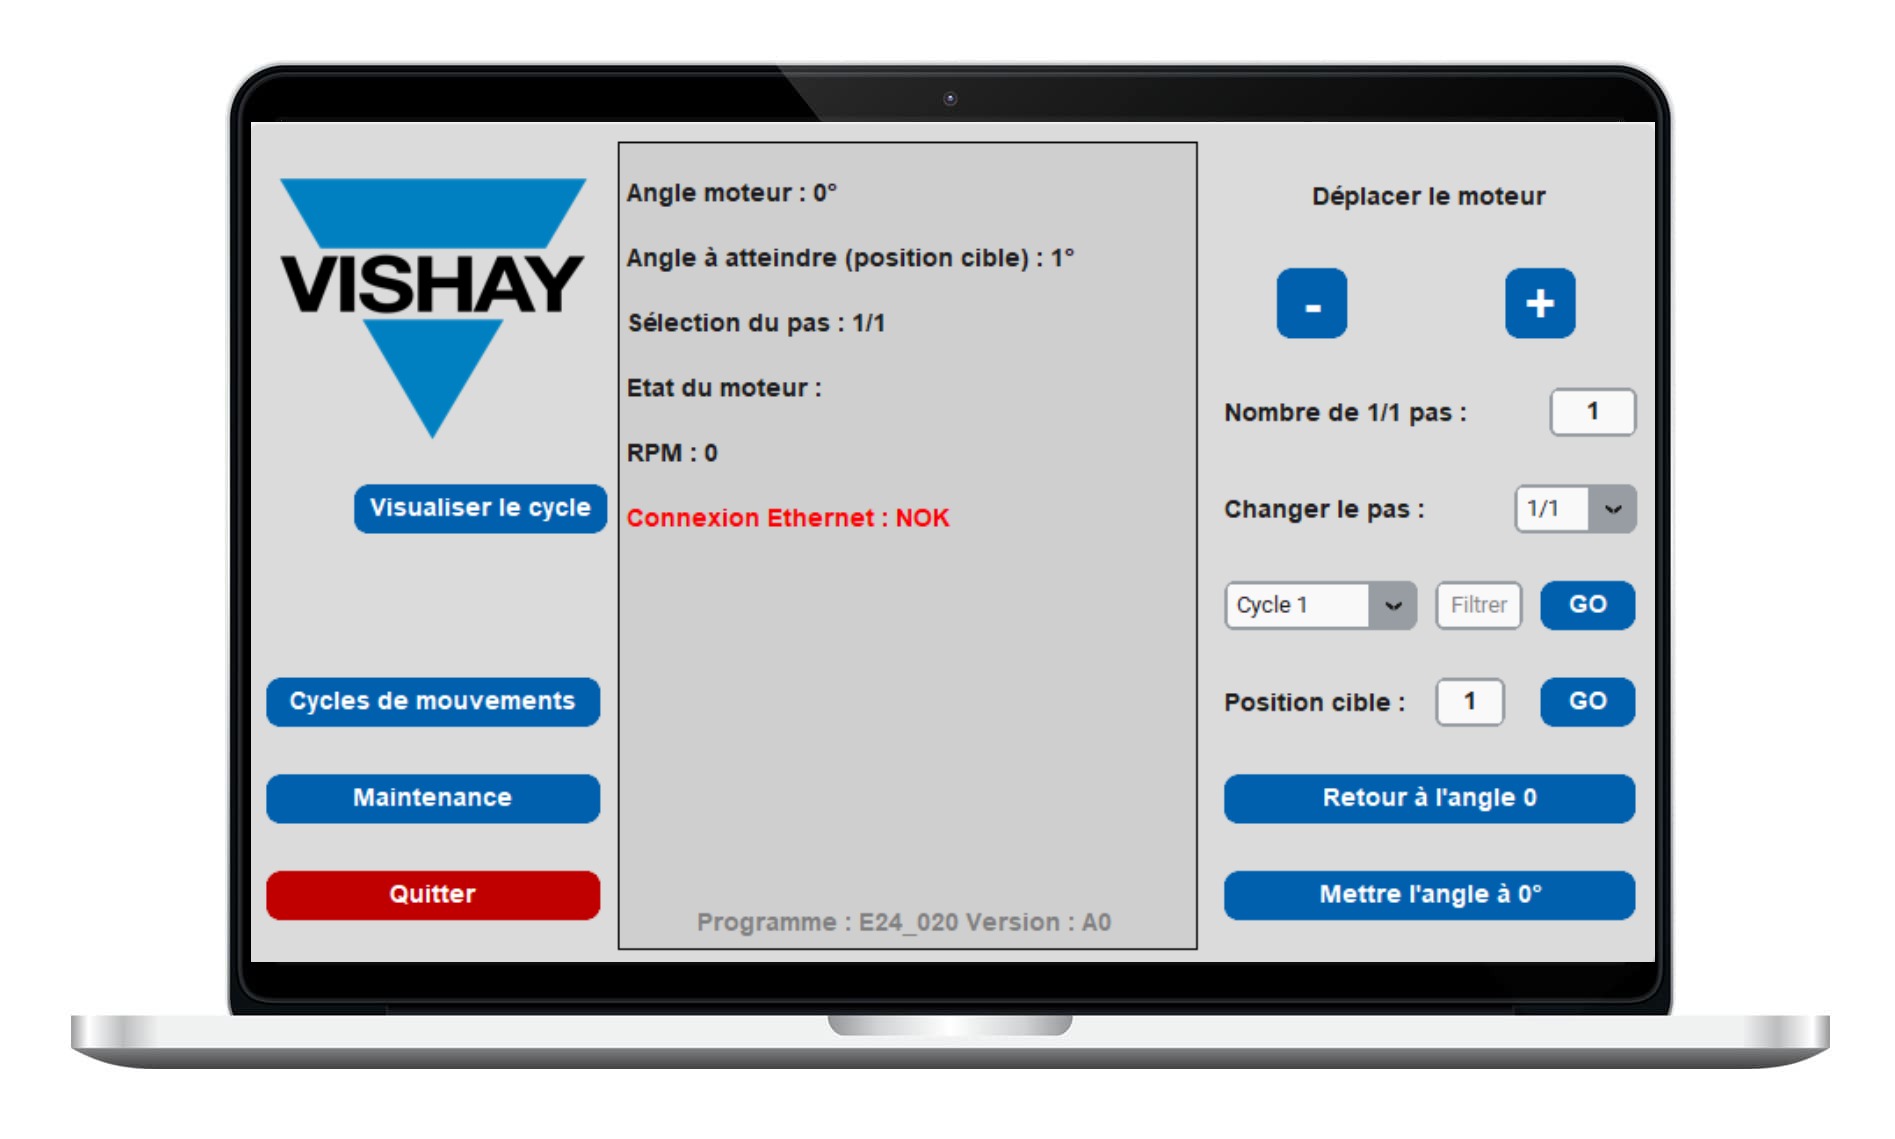 VISHAY
Visualiser le cycle
Cycles de mouvements
Maintenance
Quitter
Angle moteur : 0°
Angle à atteindre (position cible) : 1°
Sélection du pas : 1/1
Etat du moteur :
RPM : 0
Connexion Ethernet : NOK
Programme : E24_020 Version : A0
Déplacer le moteur
- +
Nombre de 1/1 pas : 1
Changer le pas : 1/1
Cycle 1 Filtrer GO
Position cible : 1 GO
Retour à l'angle 0
Mettre l'angle à 0°